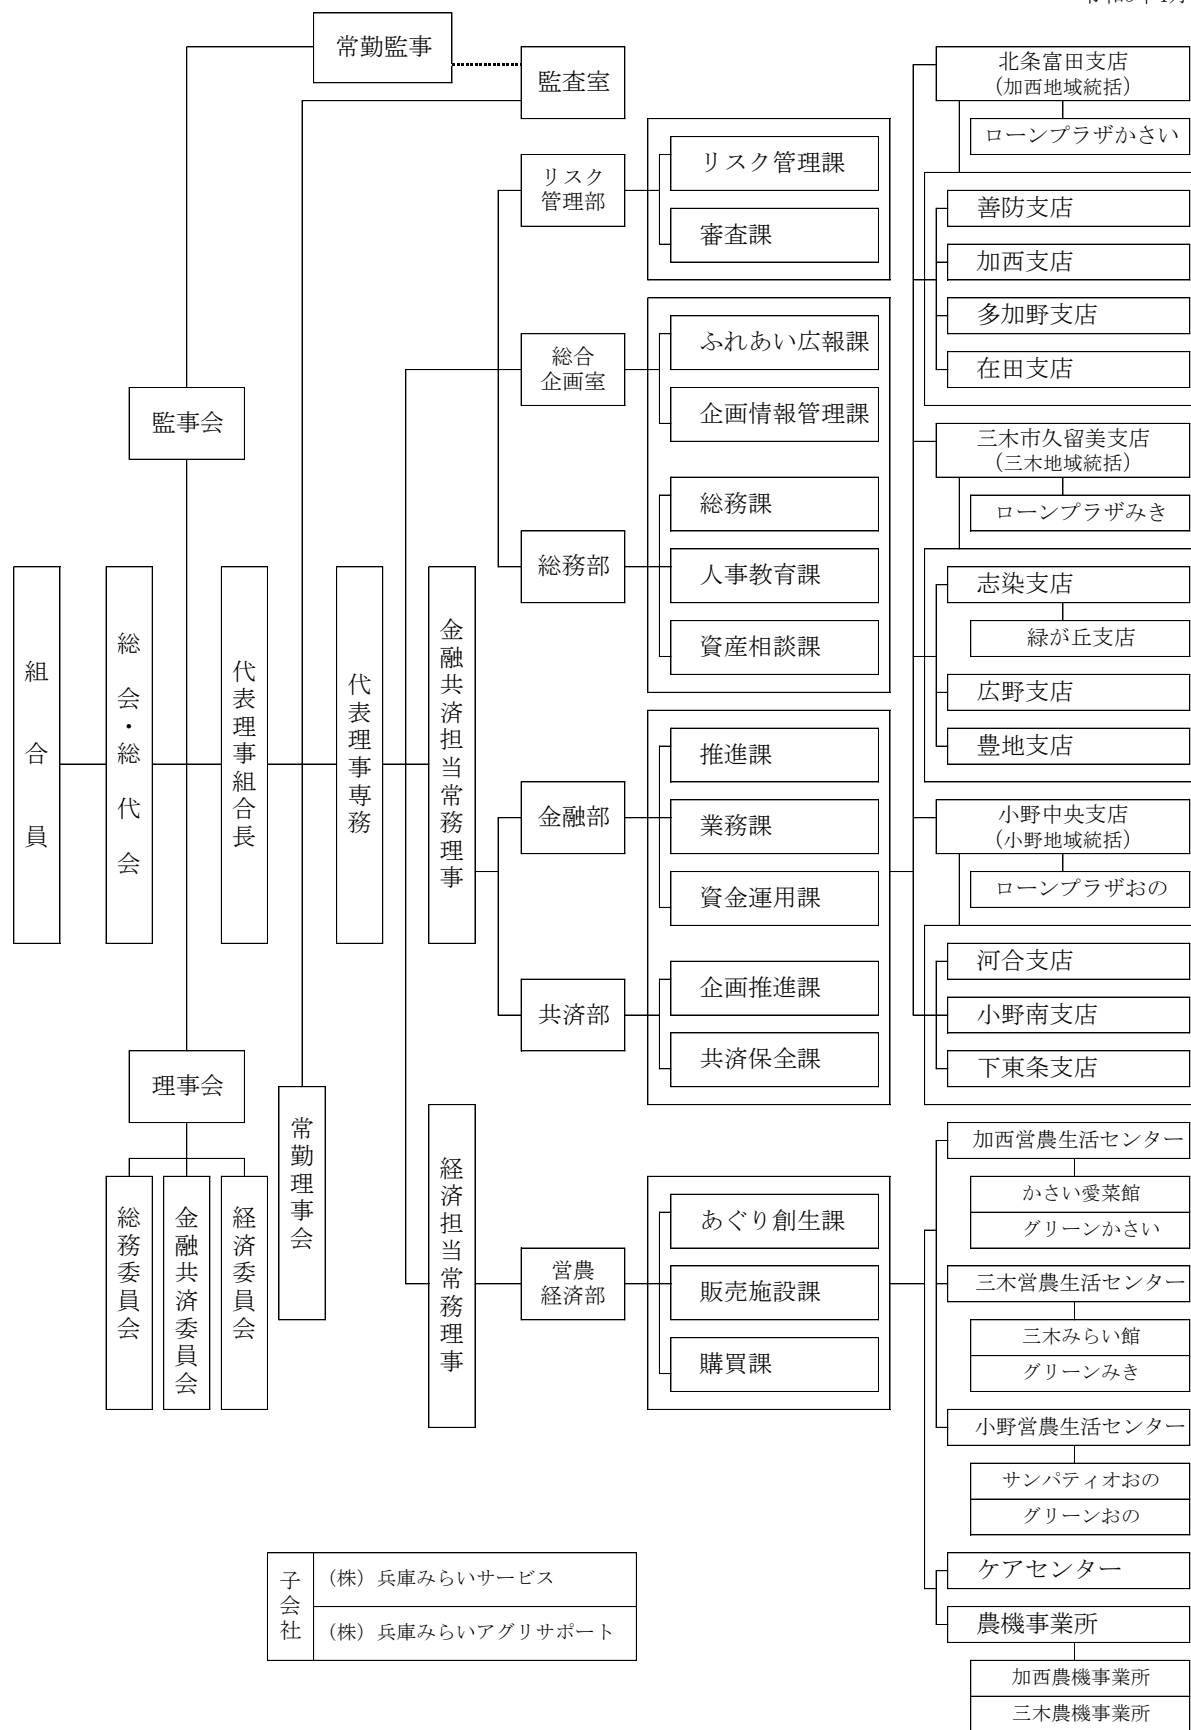 常勤監事
監査室
リスク
管理部
リスク管理課
審査課
総合
企画室
ふれあい広報課
企画情報管理課
総務部
総務課
人事教育課
資産相談課
監事会
組合員
総会・総代会
代表理事組合長
代表理事専務
金融共済担当常務理事
金融部
推進課
業務課
資金運用課
共済部
企画推進課
共済保全課
理事会
総務委員会
金融共済委員会
経済委員会
常勤理事会
経済担当常務理事
営農
経済部
あぐり創生課
販売施設課
購買課
北条富田支店
(加西地域統括)
ローンプラザかさい
善防支店
加西支店
多加野支店
在田支店
三木市久留美支店
(三木地域統括)
ローンプラザみき
志染支店
緑が丘支店
広野支店
豊地支店
小野中央支店
(小野地域統括)
ローンプラザおの
河合支店
小野南支店
下東条支店
加西営農生活センター
かさい愛菜館
グリーンかさい
三木営農生活センター
三木みらい館
グリーンみき
小野営農生活センター
サンパティオおの
グリーンおの
ケアセンター
農機事業所
加西農機事業所
三木農機事業所
子会社
(株)兵庫みらいサービス
(株)兵庫みらいアグリサポート